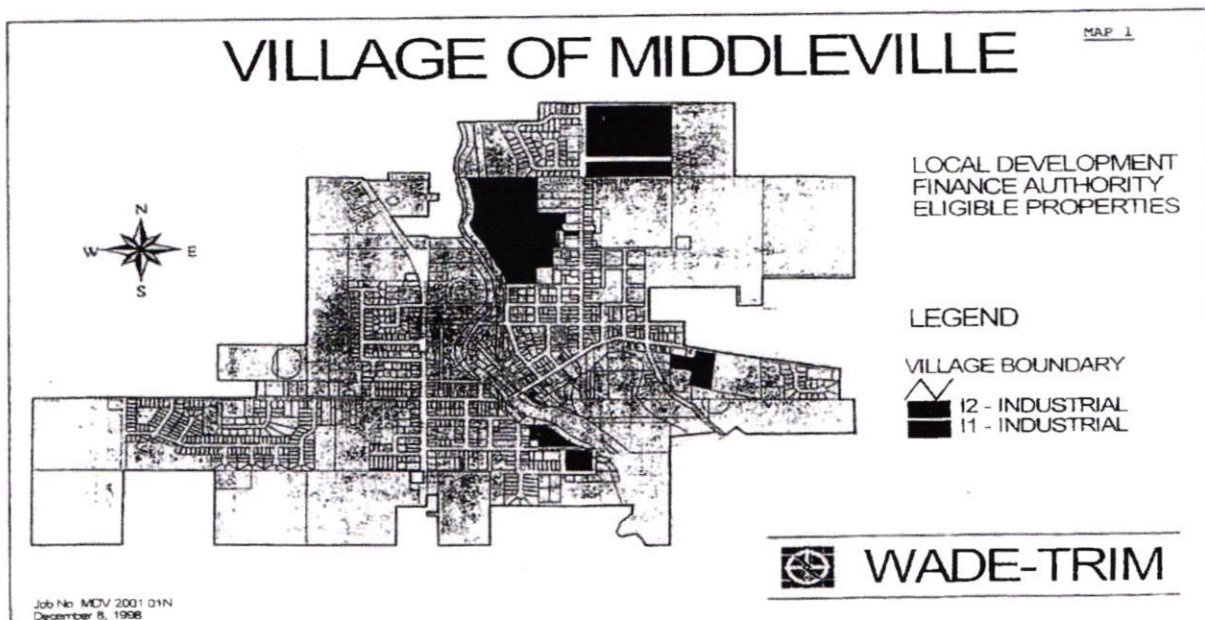 MAP 1
VILLAGE OF MIDDLEVILLE
LOCAL DEVELOPMENT
FINANCE AUTHORITY
ELIGIBLE PROPERTIES
N
W E
S
LEGEND
VILLAGE BOUNDARY
I2 - INDUSTRIAL
I1 - INDUSTRIAL
WADE-TRIM
Job No MDV 2001 01N
December 8, 1998